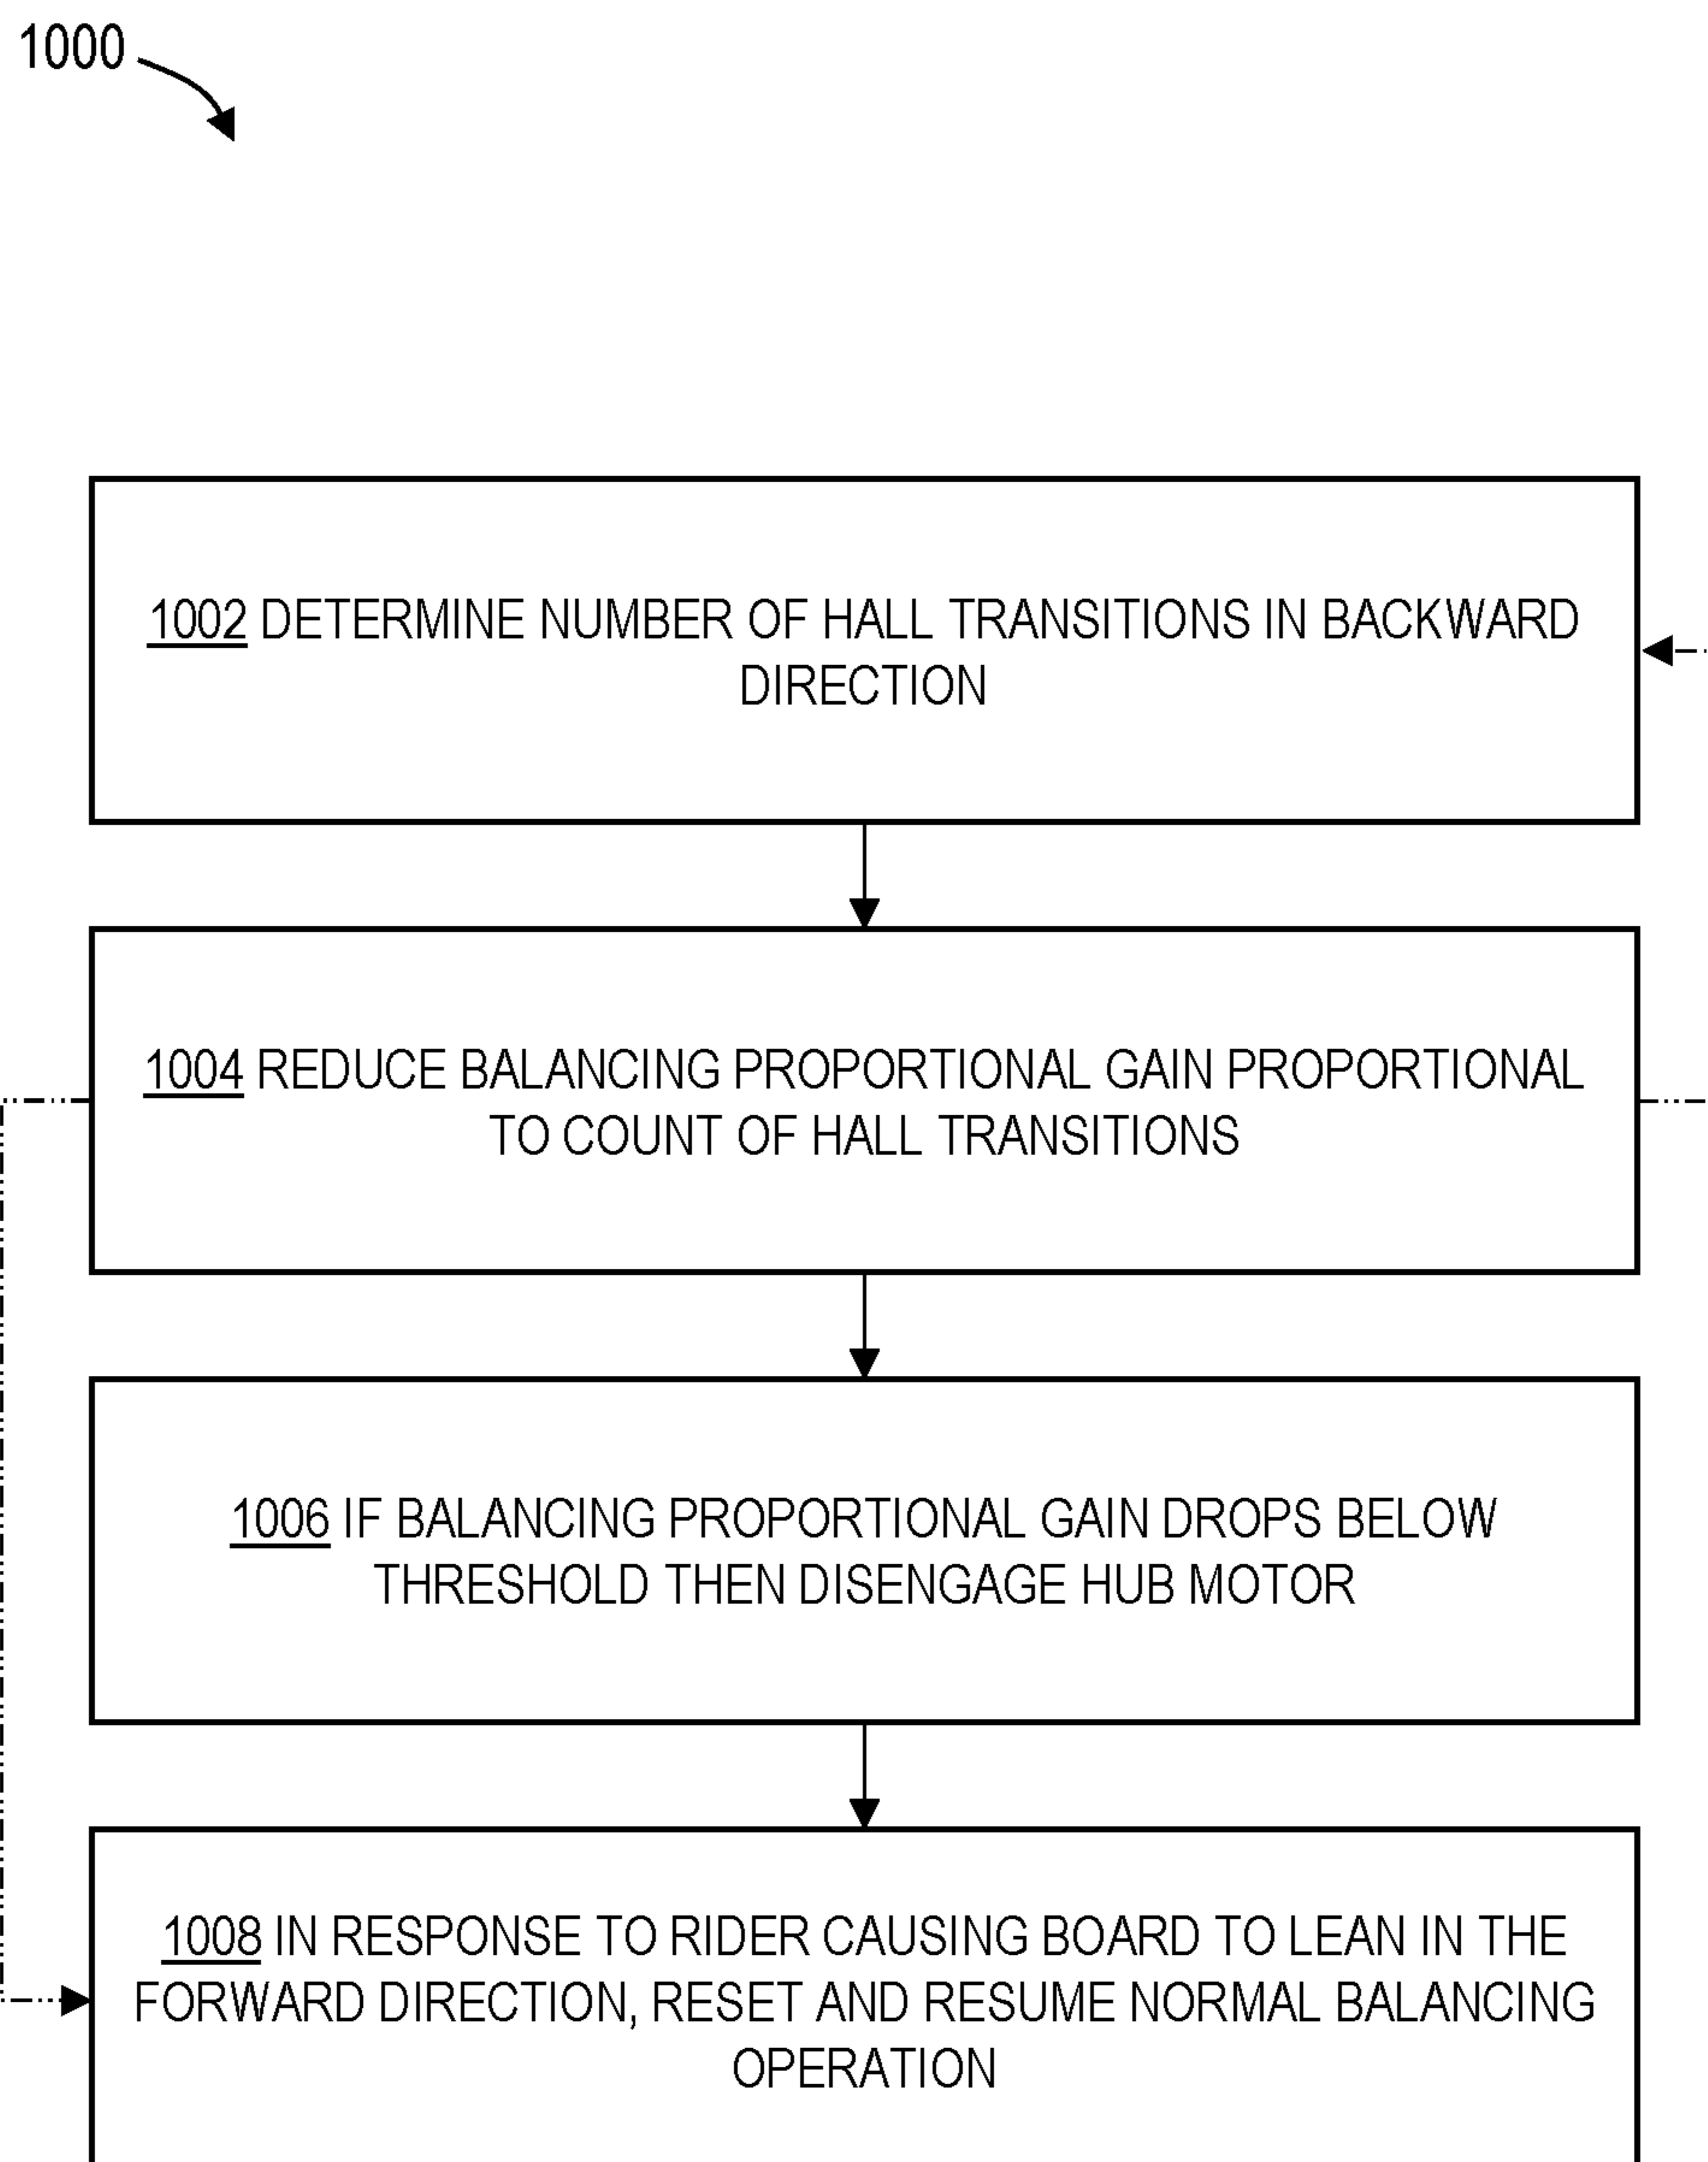 1000
1002 DETERMINE NUMBER OF HALL TRANSITIONS IN BACKWARD
DIRECTION
1004 REDUCE BALANCING PROPORTIONAL GAIN PROPORTIONAL
TO COUNT OF HALL TRANSITIONS
1006 IF BALANCING PROPORTIONAL GAIN DROPS BELOW
THRESHOLD THEN DISENGAGE HUB MOTOR
1008 IN RESPONSE TO RIDER CAUSING BOARD TO LEAN IN THE
FORWARD DIRECTION, RESET AND RESUME NORMAL BALANCING
OPERATION